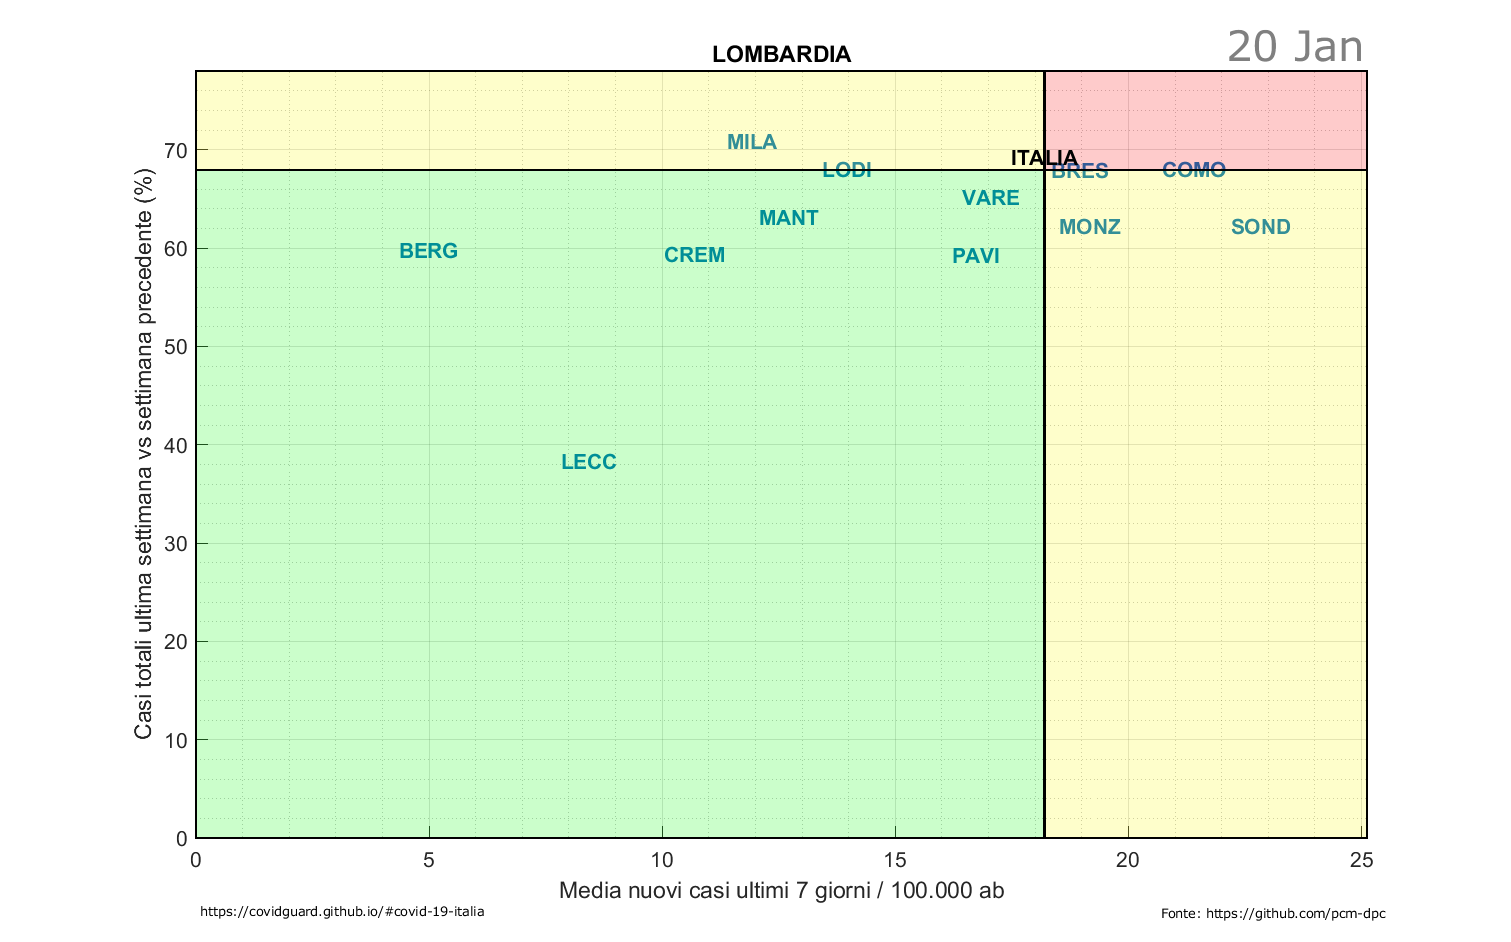 20 Jan
LOMBARDIA
Casi totali ultima settimana vs settimana precedente (%)
70
60
50
40
30
20
10
0
MILA
ITALIA
LODI
BRES
COMO
VARE
MANT
MONZ
SOND
BERG
CREM
PAVI
LECC
0 5 10 15 20 25
Media nuovi casi ultimi 7 giorni / 100.000 ab
https://covidguard.github.io/#covid-19-italia
Fonte: https://github.com/pcm-dpc